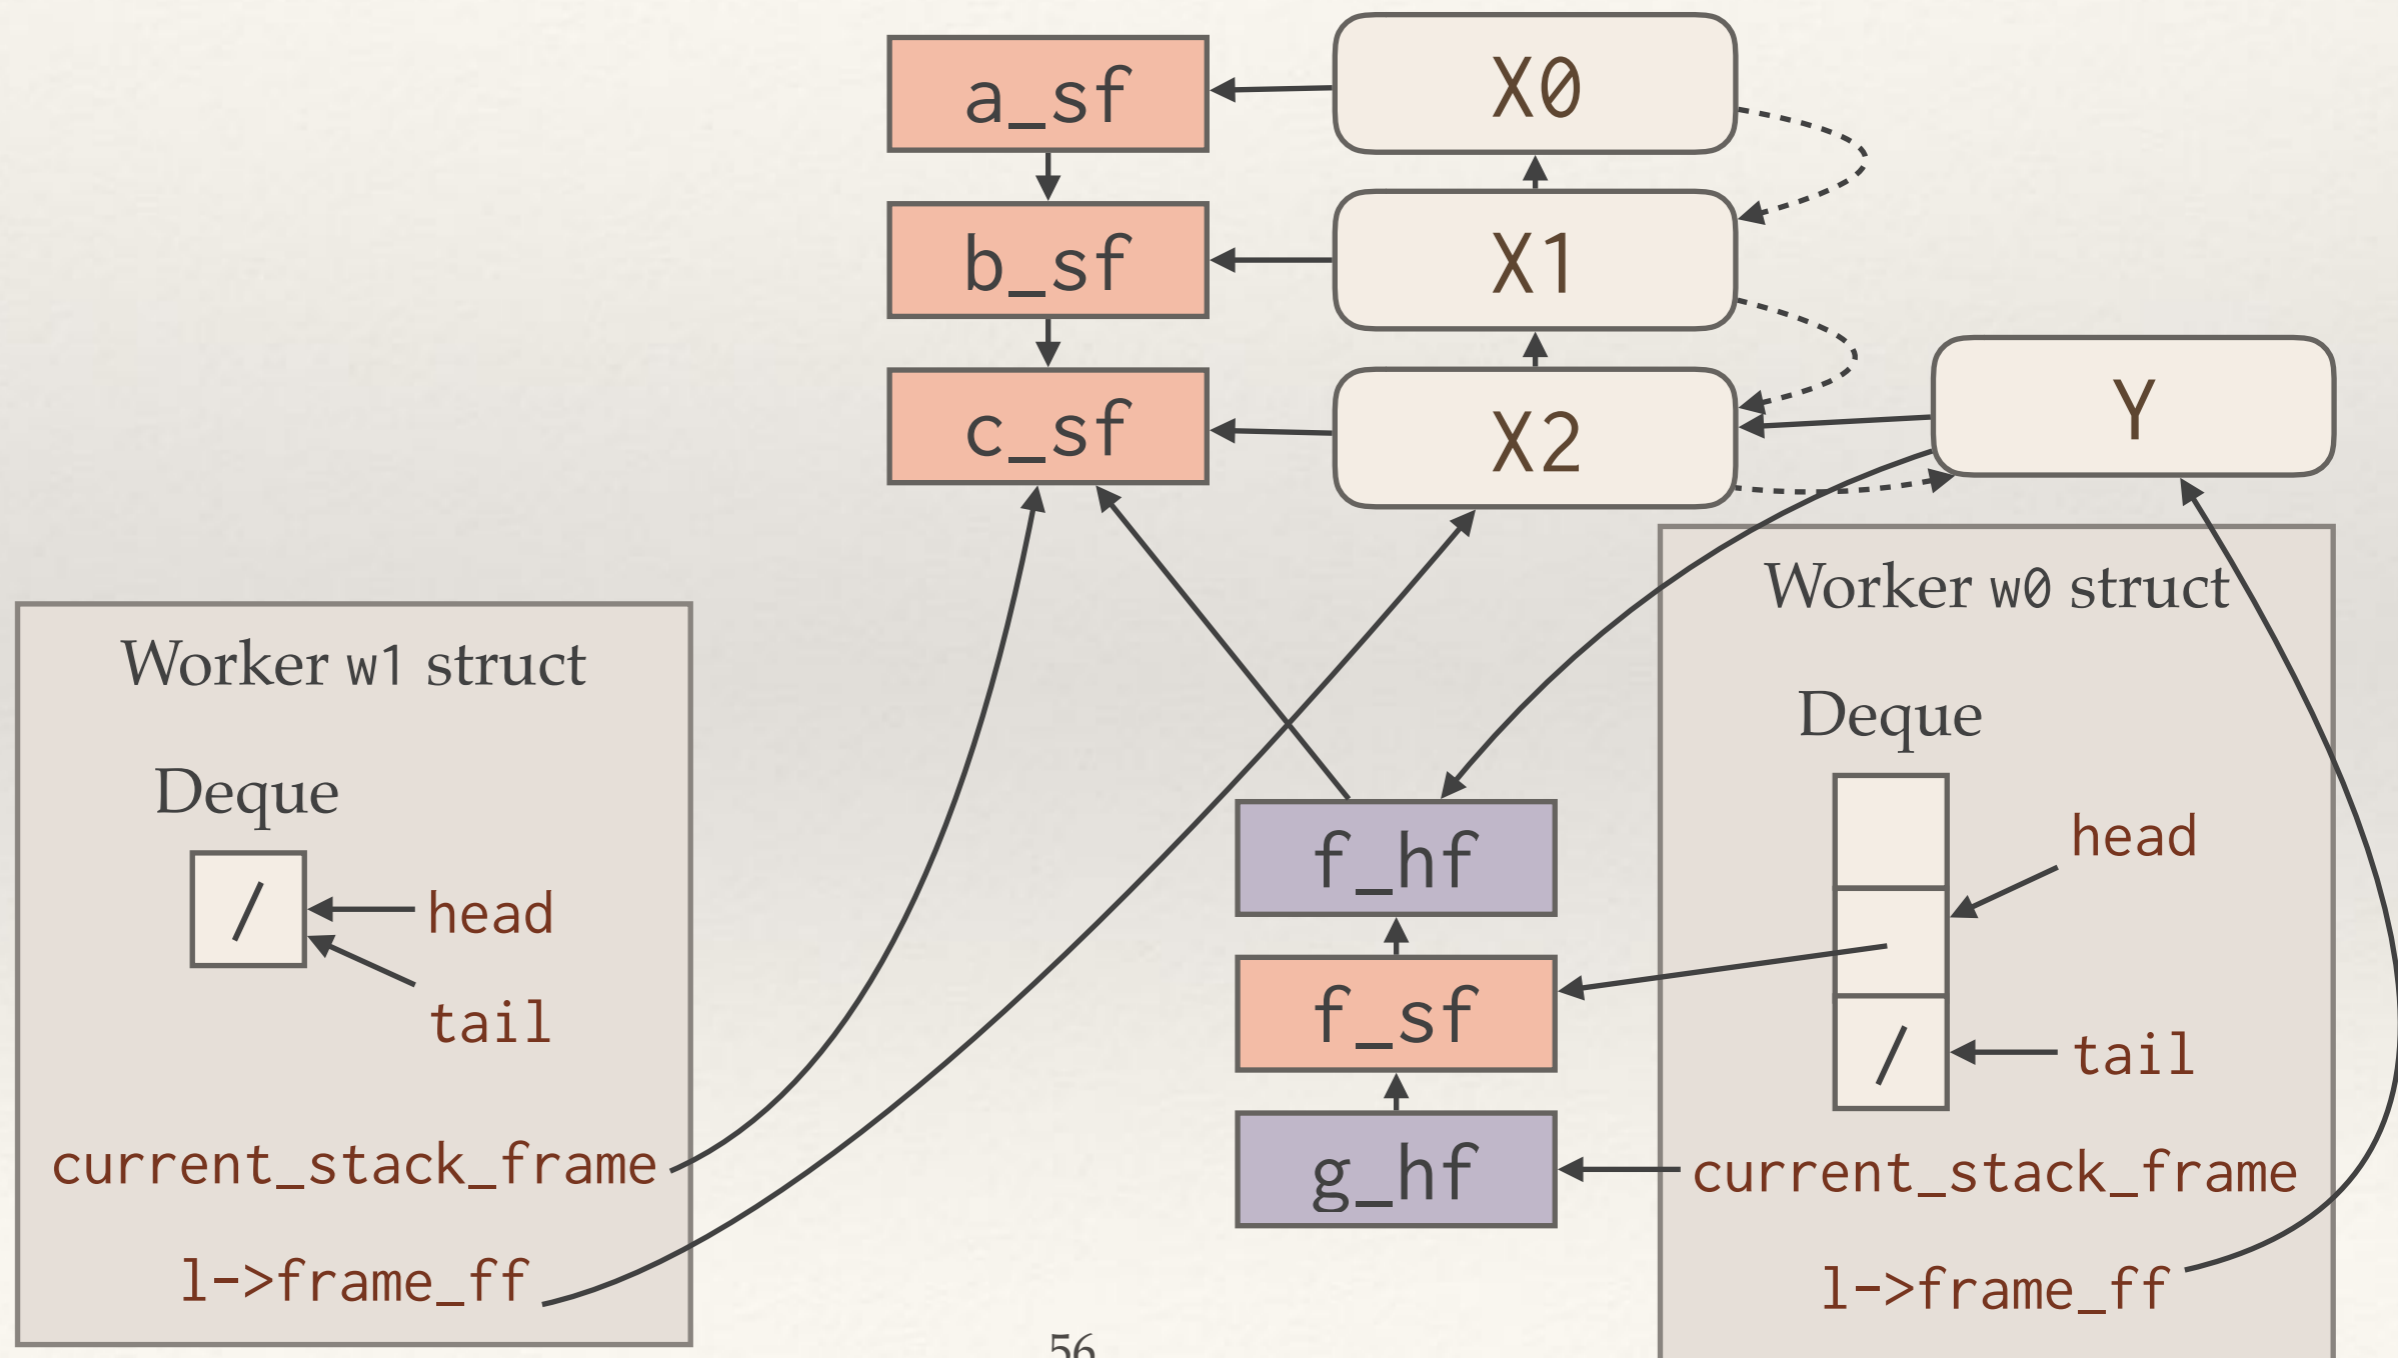 a_sf
X0
b_sf
X1
c_sf
X2
Y
Worker w1 struct
Deque
/
head
tail
current_stack_frame
l->frame_ff
f_hf
f_sf
g_hf
Worker w0 struct
Deque
head
/
tail
current_stack_frame
l->frame_ff
56